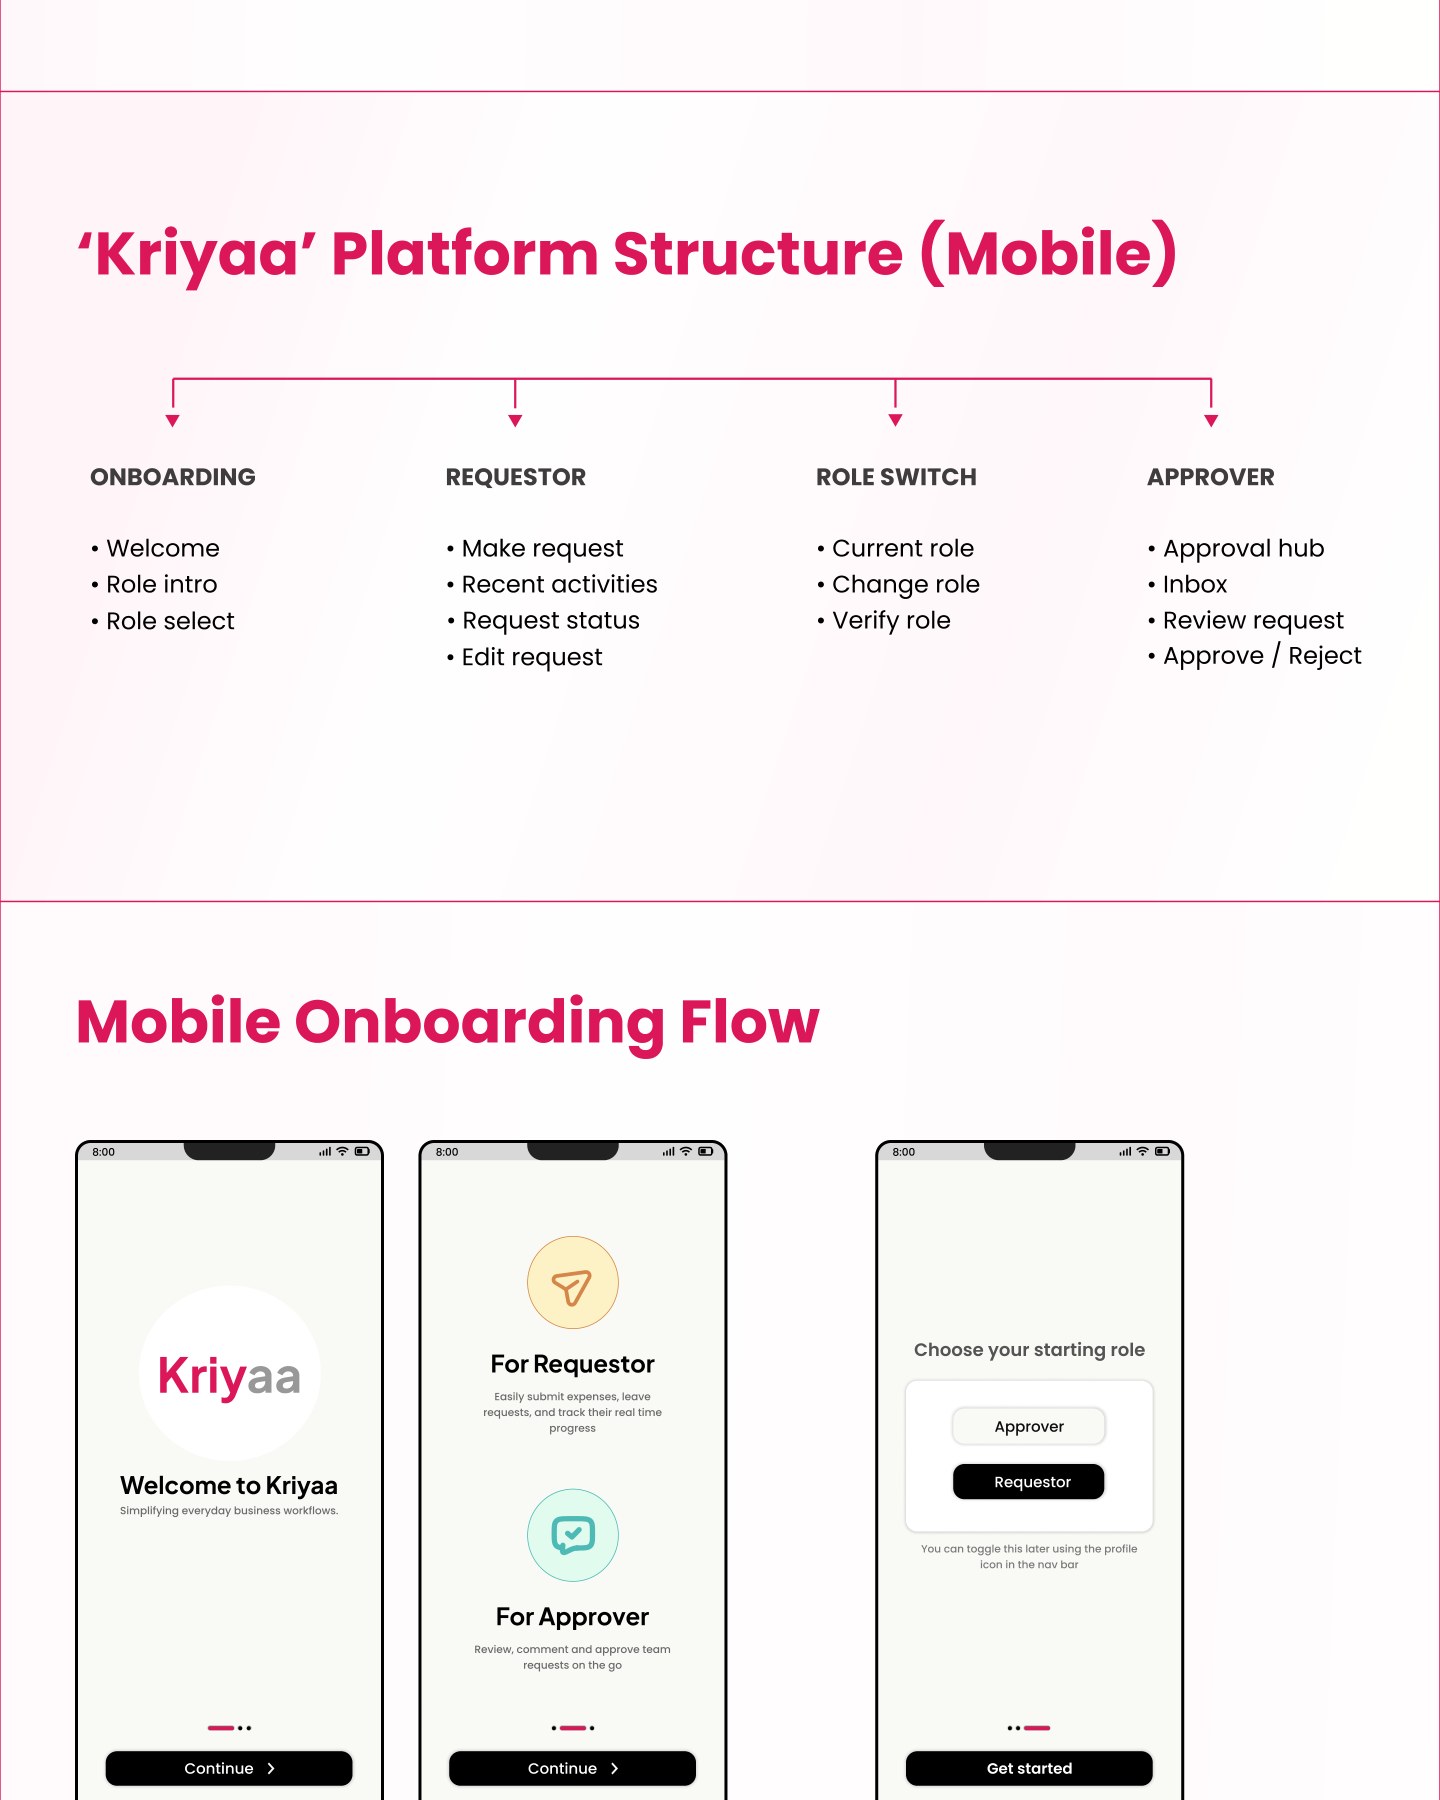 ‘Kriyaa’ Platform Structure (Mobile)
ONBOARDING
• Welcome
• Role intro
• Role select
REQUESTOR
• Make request
• Recent activities
• Request status
• Edit request
ROLE SWITCH
• Current role
• Change role
• Verify role
APPROVER
• Approval hub
• Inbox
• Review request
• Approve / Reject
Mobile Onboarding Flow
8:00
Kriyaa
Welcome to Kriyaa
Simplifying everyday business workflows.
Continue
8:00
For Requestor
Easily submit expenses, leave
requests, and track their real time
progress
For Approver
Review, comment and approve team
requests on the go
Continue
8:00
Choose your starting role
Approver
Requestor
You can toggle this later using the profile
icon in the nav bar
Get started